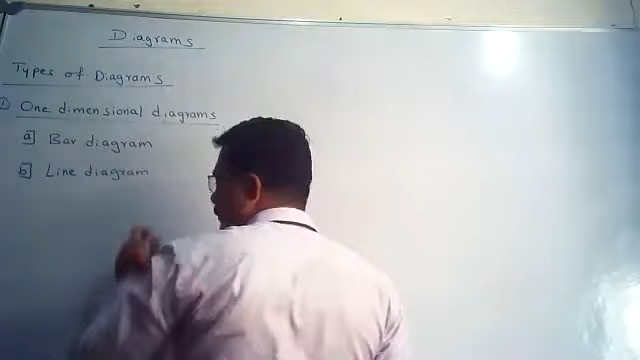 Diagrams
Types of Diagrams
① One dimensional diagrams
a] Bar diagram
b] Line diagram